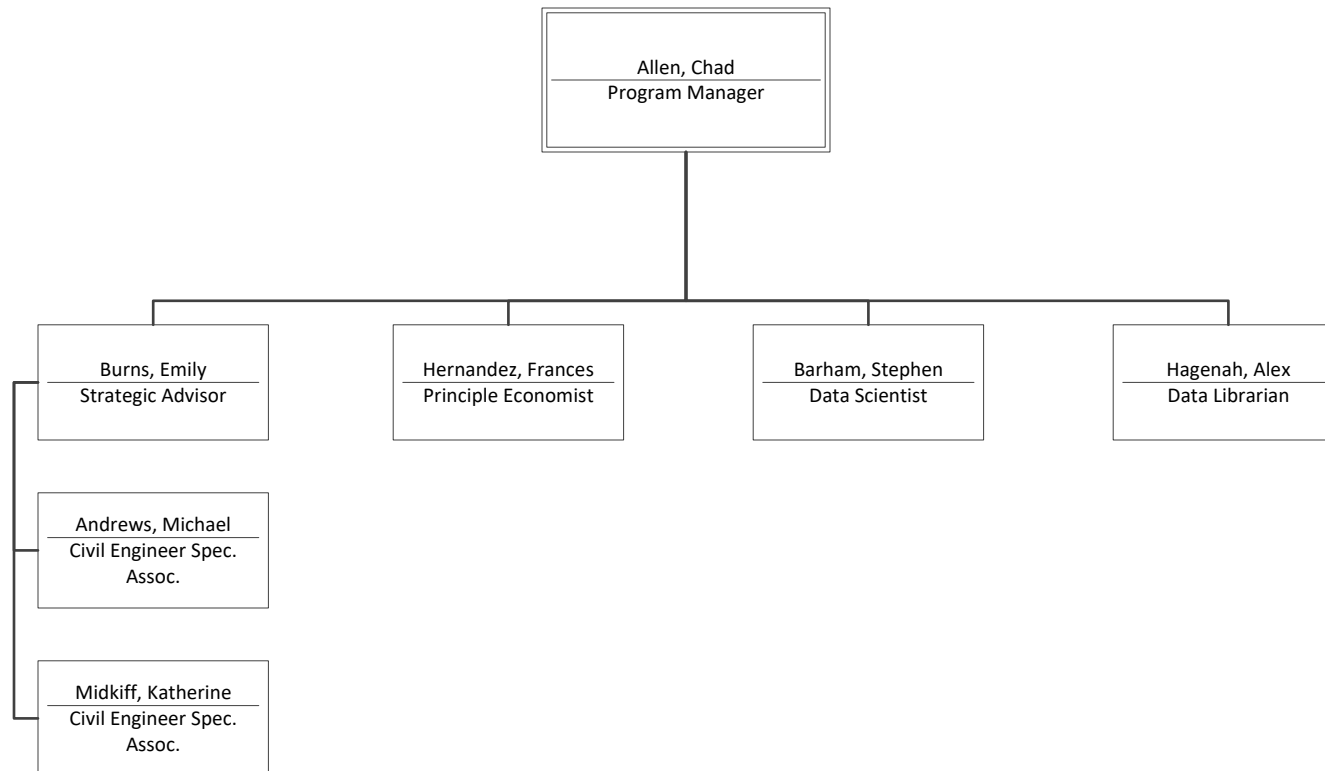 Allen, Chad
Program Manager
Burns, Emily
Strategic Advisor
Hernandez, Frances
Principle Economist
Barham, Stephen
Data Scientist
Hagenah, Alex
Data Librarian
Andrews, Michael
Civil Engineer Spec.
Assoc.
Midkiff, Katherine
Civil Engineer Spec.
Assoc.